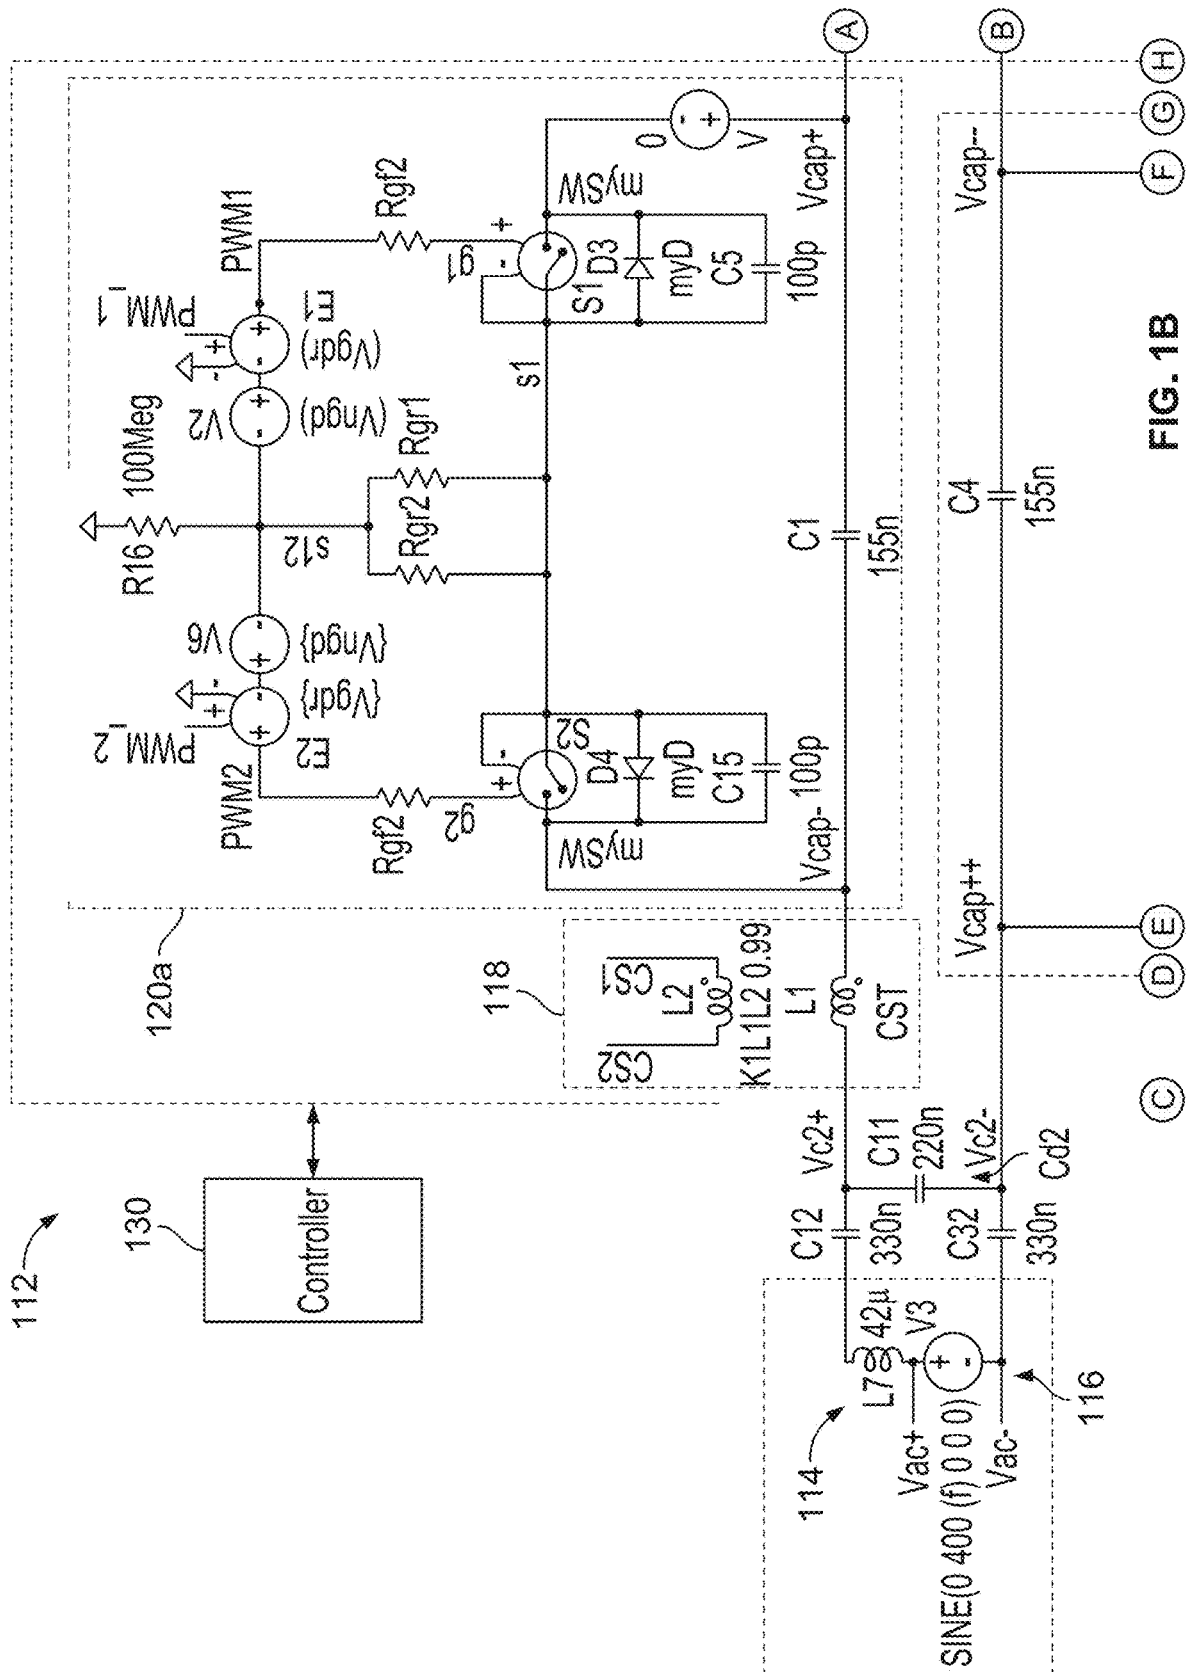 112
130
Controller
120a
PWM2
PWM_2
E2
{Vgdr}
V6
{Vngd}
R16
100Meg
s12
V2
(Vngd)
E1
(Vgdr)
PWM_1
PWM1
Rgf2
g2
Rgr2
Rgr1
Rgf2
g1
mySW
S2
D4
myD
C15
100p
s1
S1
D3
myD
C5
100p
mySW
0
V
Vcap-
Vcap+
C1
155n
A
118
CS2
CS1
L2
K1L1L2 0.99
L1
CST
114
L7
42µ
V3
Vac+
SINE(0 400 (f) 0 0 0)
Vac-
116
C12
330n
Vc2+
C11
220n
C32
330n
Vc2-
Cd2
Vcap++
C4
155n
Vcap--
B
C
D
E
F
G
H
FIG. 1B